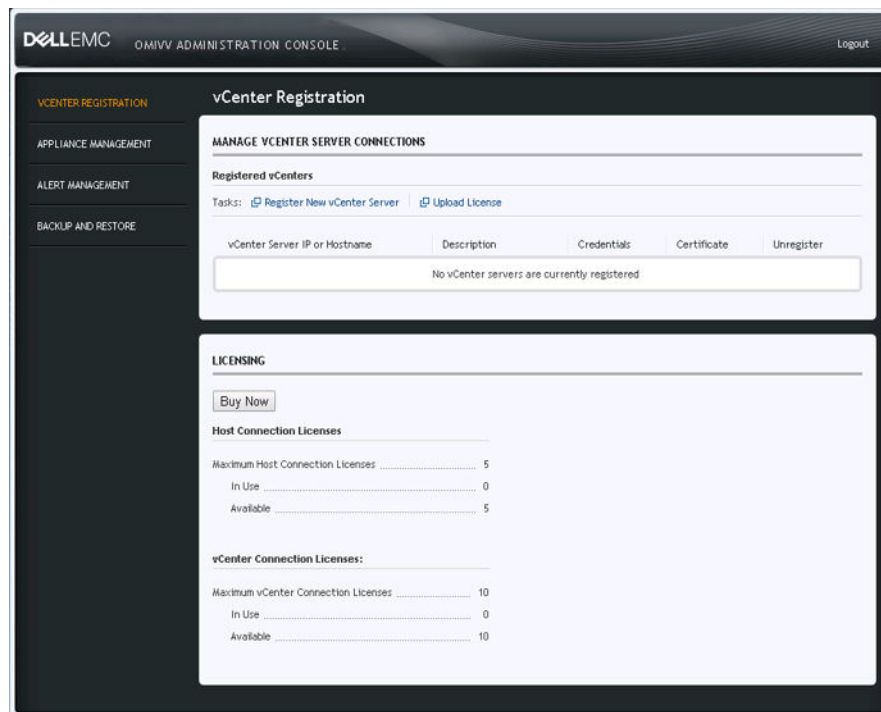 DELLEMC OMIVV ADMINISTRATION CONSOLE
Logout
VCENTER REGISTRATION
APPLIANCE MANAGEMENT
ALERT MANAGEMENT
BACKUP AND RESTORE
vCenter Registration
MANAGE VCENTER SERVER CONNECTIONS
Registered vCenters
Tasks: Register New vCenter Server Upload License
vCenter Server IP or Hostname Description Credentials Certificate Unregister
No vCenter servers are currently registered
LICENSING
Buy Now
Host Connection Licenses
Maximum Host Connection Licenses 5
In Use 0
Available 5
vCenter Connection Licenses:
Maximum vCenter Connection Licenses 10
In Use 0
Available 10